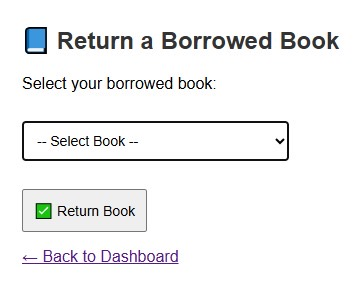 Return a Borrowed Book
Select your borrowed book:
-- Select Book --
Return Book
← Back to Dashboard